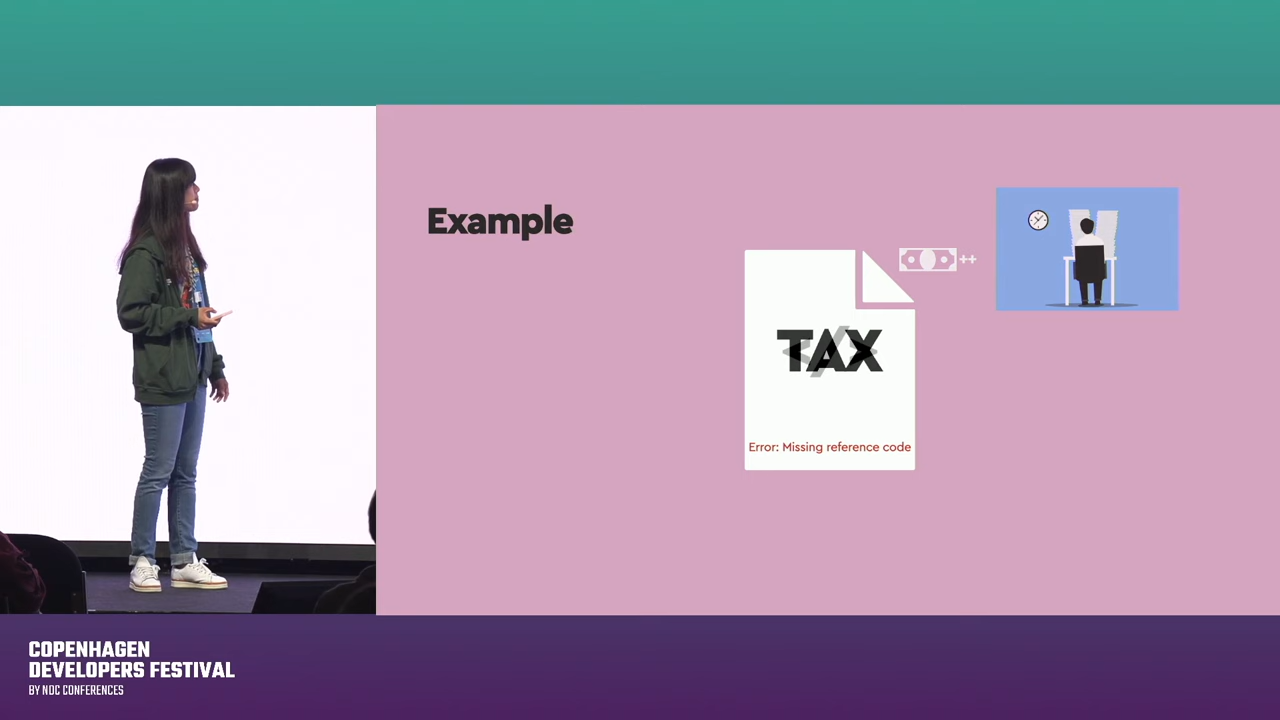 Example
++
TAX
</>
Error: Missing reference code
COPENHAGEN
DEVELOPERS FESTIVAL
BY NDC CONFERENCES